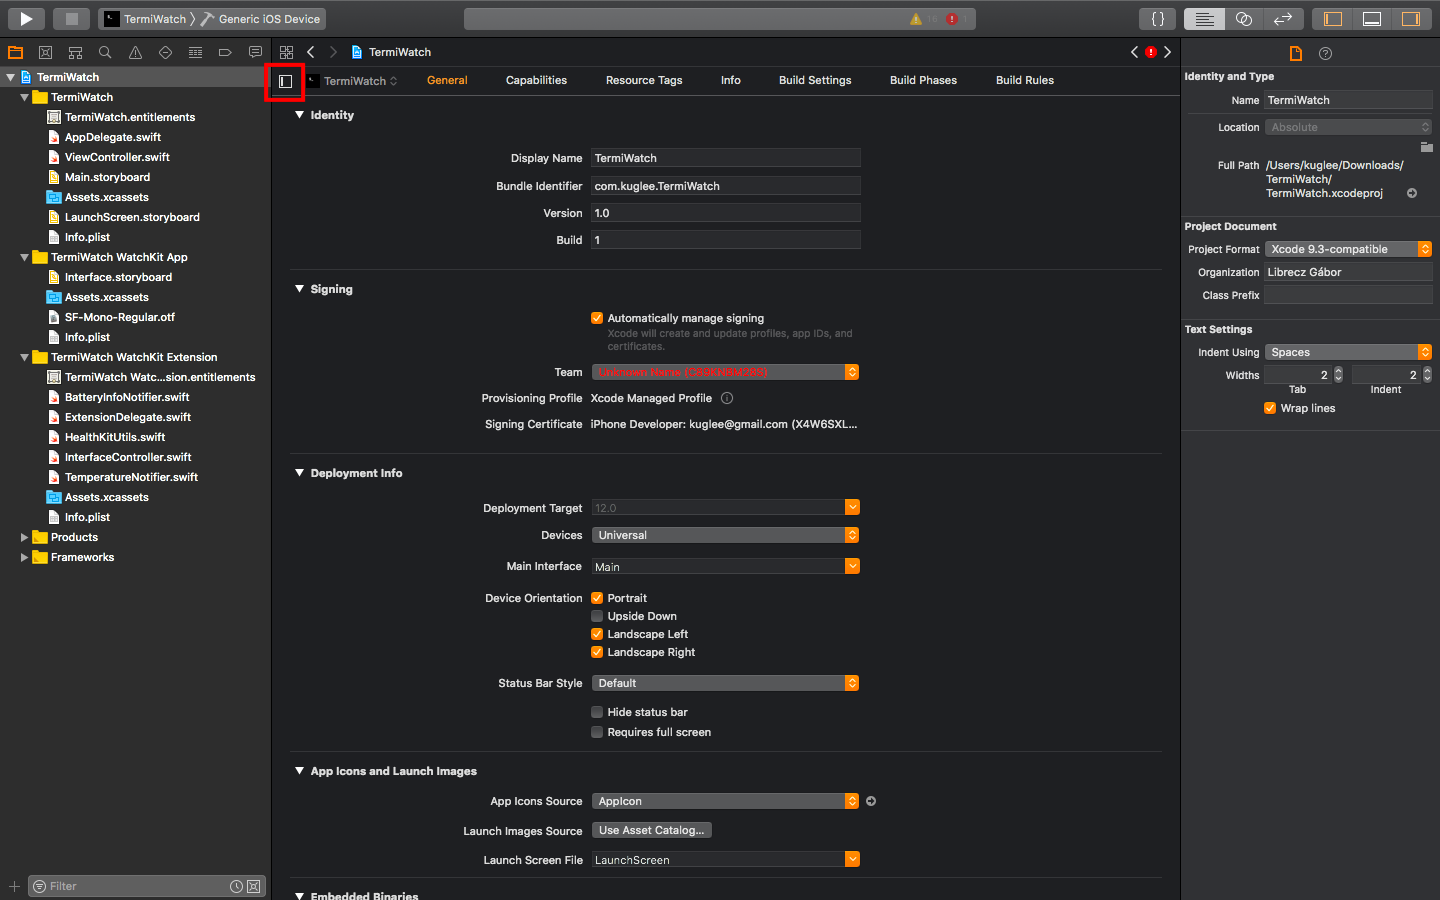 TermiWatch
Generic iOS Device
TermiWatch
TermiWatch
General
Capabilities
Resource Tags
Info
Build Settings
Build Phases
Build Rules
TermiWatch
TermiWatch
TermiWatch.entitlements
AppDelegate.swift
ViewController.swift
Main.storyboard
Assets.xcassets
LaunchScreen.storyboard
Info.plist
TermiWatch WatchKit App
Interface.storyboard
Assets.xcassets
SF-Mono-Regular.otf
Info.plist
TermiWatch WatchKit Extension
TermiWatch Watc...sion.entitlements
BatteryInfoNotifier.swift
ExtensionDelegate.swift
HealthKitUtils.swift
InterfaceController.swift
TemperatureNotifier.swift
Assets.xcassets
Info.plist
Products
Frameworks
Filter
Identity
Display Name TermiWatch
Bundle Identifier com.kuglee.TermiWatch
Version 1.0
Build 1
Signing
Automatically manage signing
Xcode will create and update profiles, app IDs, and
certificates.
Team
Provisioning Profile Xcode Managed Profile
Signing Certificate iPhone Developer: kuglee@gmail.com (X4W6SXL...
Deployment Info
Deployment Target 12.0
Devices Universal
Main Interface Main
Device Orientation Portrait
Upside Down
Landscape Left
Landscape Right
Status Bar Style Default
Hide status bar
Requires full screen
App Icons and Launch Images
App Icons Source AppIcon
Launch Images Source Use Asset Catalog...
Launch Screen File LaunchScreen
Embedded Binaries
Identity and Type
Name TermiWatch
Location Absolute
Full Path /Users/kuglee/Downloads/
TermiWatch/
TermiWatch.xcodeproj
Project Document
Project Format Xcode 9.3-compatible
Organization Librecz Gábor
Class Prefix
Text Settings
Indent Using Spaces
Widths 2 2
Tab Indent
Wrap lines